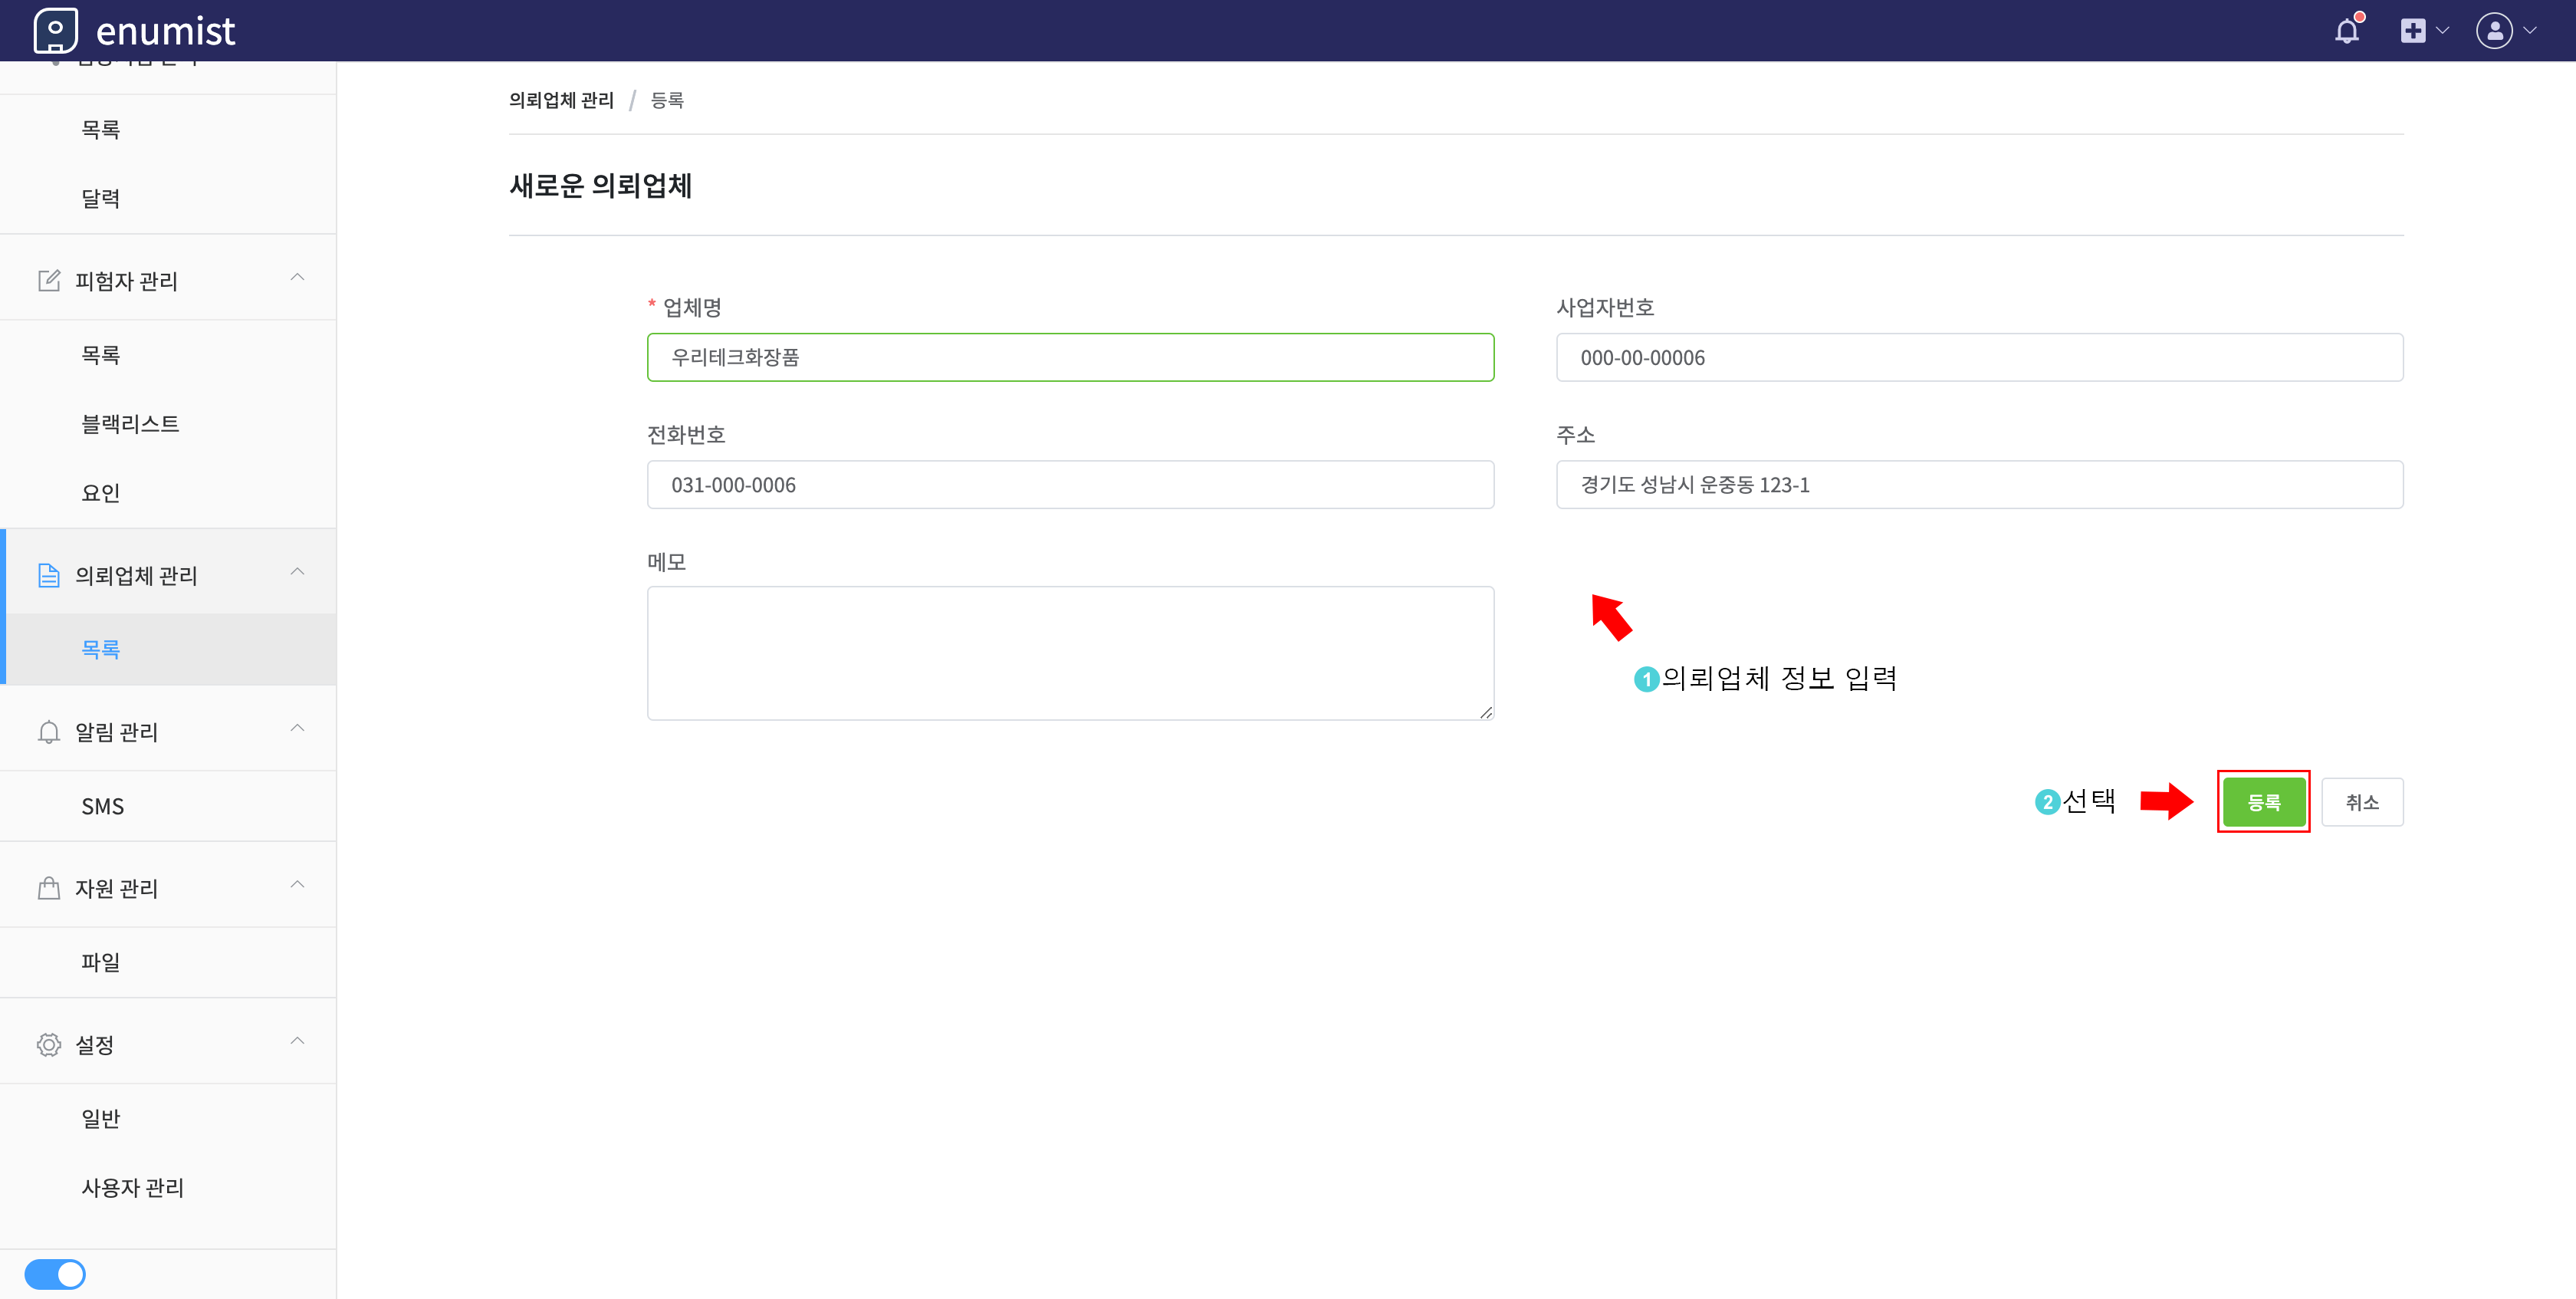 enumist
목록
달력
피험자 관리
목록
블랙리스트
요인
의뢰업체 관리
목록
알림 관리
SMS
자원 관리
파일
설정
일반
사용자 관리
의뢰업체 관리 / 등록
새로운 의뢰업체
* 업체명
우리테크화장품
사업자번호
000-00-00006
전화번호
031-000-0006
주소
경기도 성남시 운중동 123-1
메모
1 의뢰업체 정보 입력
2 선택
등록
취소